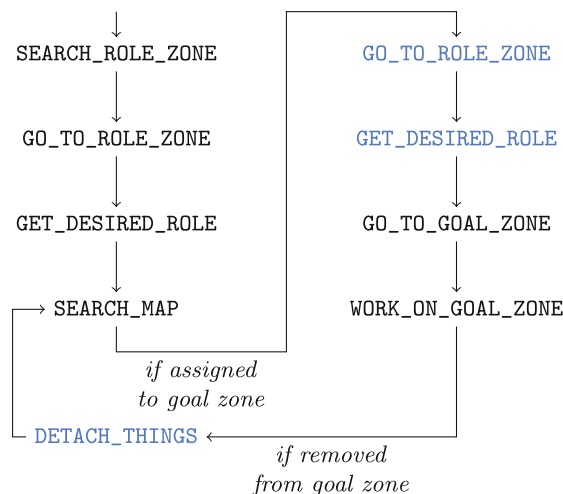 SEARCH_ROLE_ZONE
GO_TO_ROLE_ZONE
GET_DESIRED_ROLE
SEARCH_MAP
if assigned
to goal zone
GO_TO_ROLE_ZONE
GET_DESIRED_ROLE
GO_TO_GOAL_ZONE
WORK_ON_GOAL_ZONE
if removed
from goal zone
DETACH_THINGS